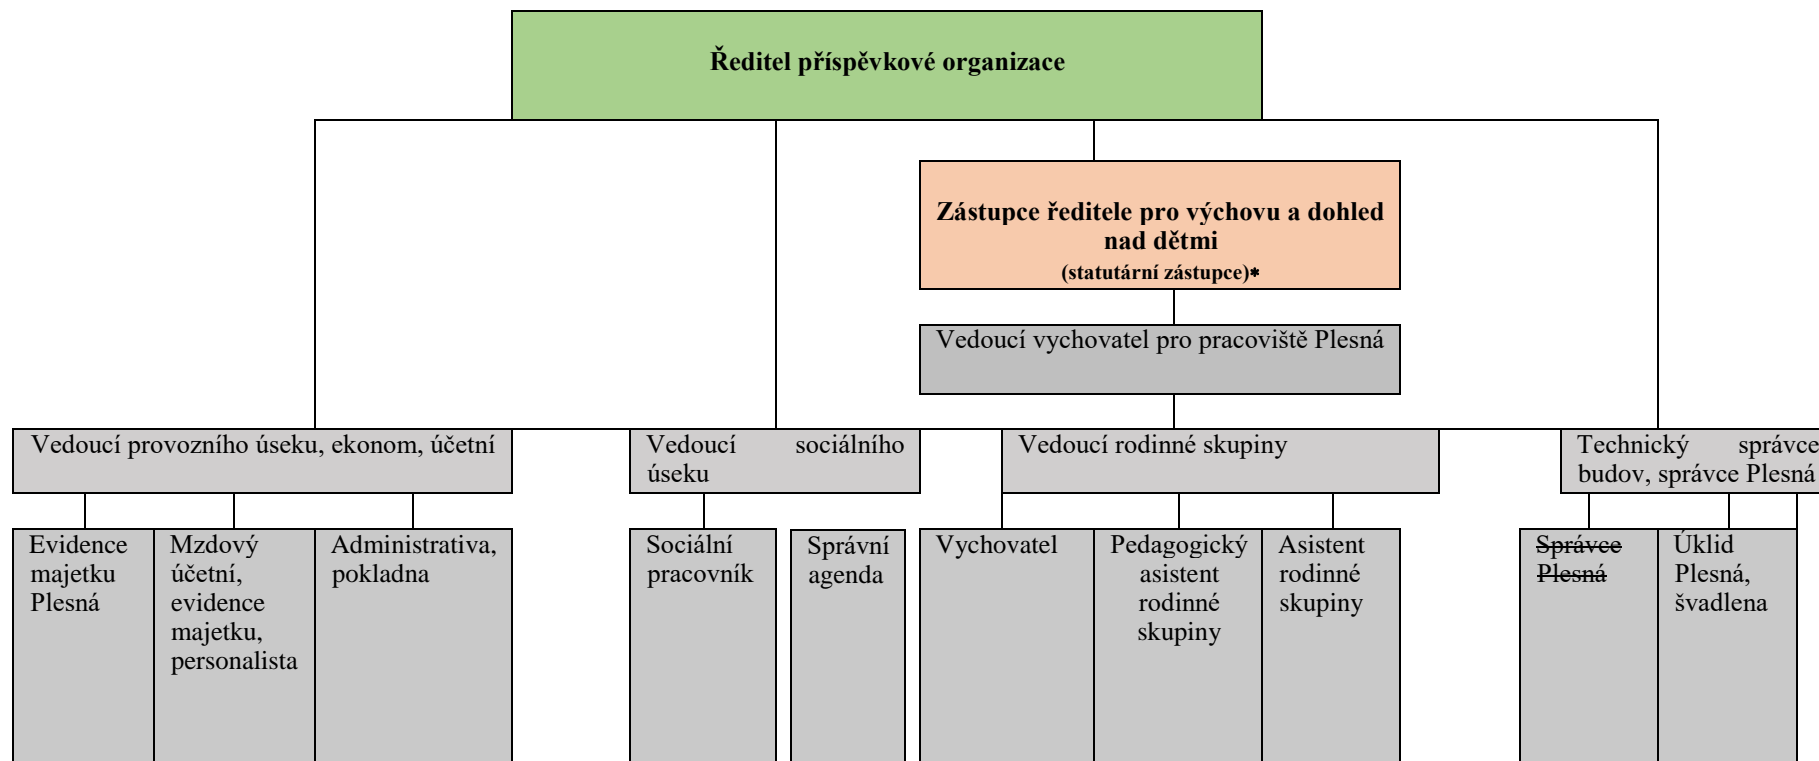 Ředitel příspěvkové organizace
Zástupce ředitele pro výchovu a dohled
nad dětmi
(statutární zástupce)*
Vedoucí vychovatel pro pracoviště Plesná
Vedoucí provozního úseku, ekonom, účetní
Vedoucí sociálního
úseku
Vedoucí rodinné skupiny
Technický správce
budov, správce Plesná
Evidence
majetku
Plesná
Mzdový
účetní,
evidence
majetku,
personalista
Administrativa,
pokladna
Sociální
pracovník
Správní
agenda
Vychovatel
Pedagogický
asistent
rodinné
skupiny
Asistent
rodinné
skupiny
Správce
Plesná
Úklid
Plesná,
švadlena